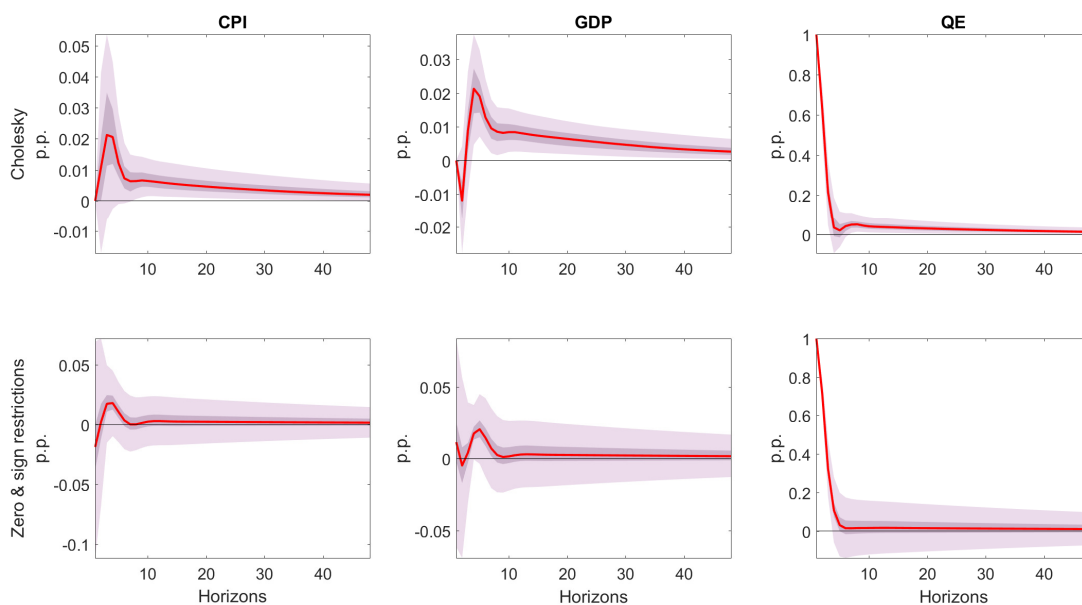 CPI GDP QE
Cholesky
p.p. p.p. p.p.
0.05 0.04 0.03 0.02 0.01 0 -0.01
0.03 0.02 0.01 0 -0.01 -0.02
1 0.8 0.6 0.4 0.2 0
10 20 30 40 10 20 30 40 10 20 30 40
Zero & sign restrictions
p.p. p.p. p.p.
0.05 0 -0.05 -0.1
0.05 0 -0.05
1 0.8 0.6 0.4 0.2 0
10 20 30 40 10 20 30 40 10 20 30 40
Horizons Horizons Horizons